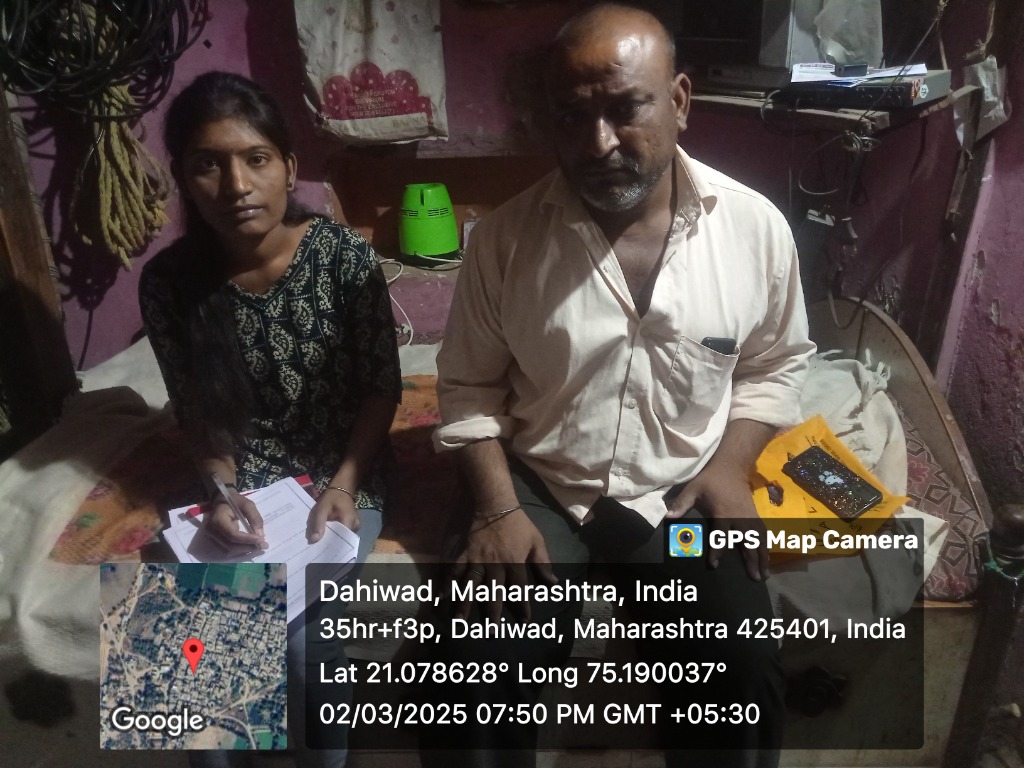 GPS Map Camera
Dahiwad, Maharashtra, India
35hr+f3p, Dahiwad, Maharashtra 425401, India
Lat 21.078628° Long 75.190037°
02/03/2025 07:50 PM GMT +05:30
Google